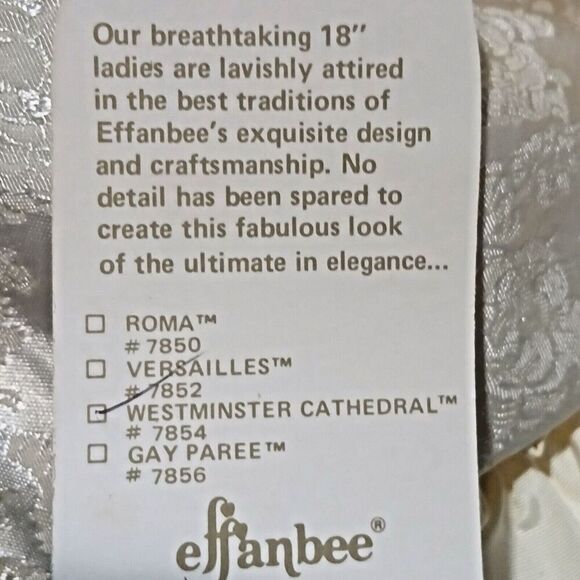 Our breathtaking 18″
ladies are lavishly attired
in the best traditions of
Effanbee's exquisite design
and craftsmanship. No
detail has been spared to
create this fabulous look
of the ultimate in elegance...
☐ ROMA™
# 7850
☐ VERSAILLES™
# 7852
☑ WESTMINSTER CATHEDRAL™
# 7854
☐ GAY PAREE™
# 7856
effanbee®